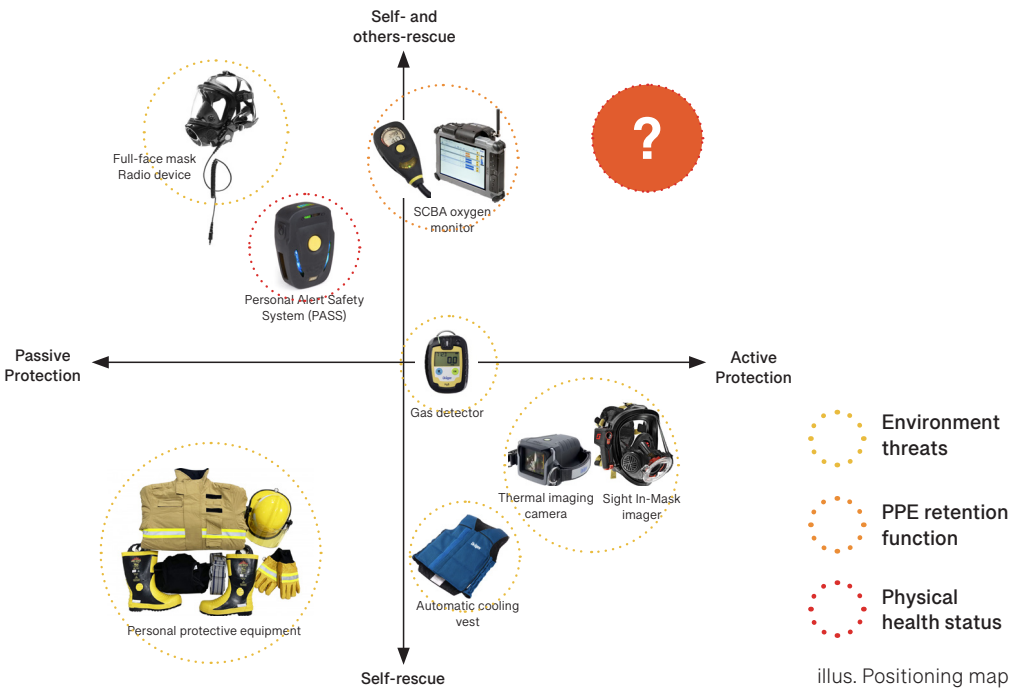 Self- and
others-rescue
?
Full-face mask
Radio device
SCBA oxygen
monitor
Personal Alert Safety
System (PASS)
Passive
Protection
Active
Protection
Gas detector
Environment
threats
Thermal imaging
camera
Sight In-Mask
imager
PPE retention
function
Automatic cooling
vest
Physical
health status
Personal protective equipment
Self-rescue
illus. Positioning map